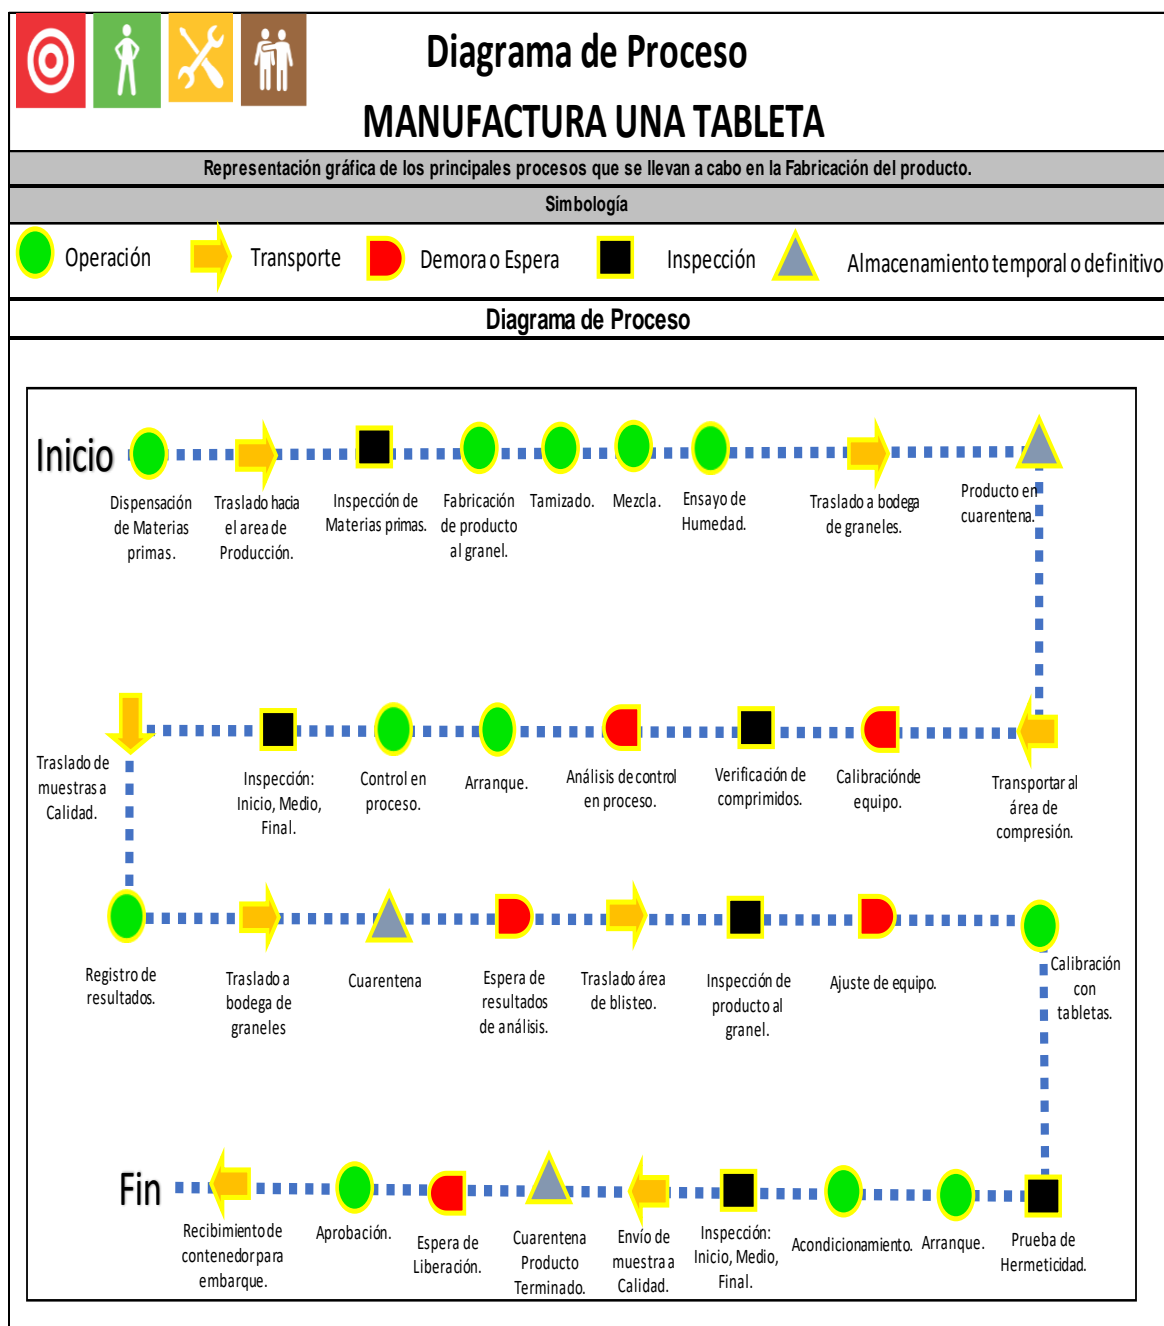 Diagrama de Proceso
MANUFACTURA UNA TABLETA
Representación gráfica de los principales procesos que se llevan a cabo en la Fabricación del producto.
Simbología
Operación
Transporte
Demora o Espera
Inspección
Almacenamiento temporal o definitivo
Diagrama de Proceso
Inicio
Dispensación
de Materias
primas.
Traslado hacia
el area de
Producción.
Inspección de
Materias primas.
Fabricación
de producto
al granel.
Tamizado.
Mezcla.
Ensayo de
Humedad.
Traslado a bodega
de graneles.
Producto en
cuarentena.
Transportar al
área de
compresión.
Calibraciónde
equipo.
Verificación de
comprimidos.
Análisis de control
en proceso.
Arranque.
Control en
proceso.
Inspección:
Inicio, Medio,
Final.
Traslado de
muestras a
Calidad.
Registro de
resultados.
Traslado a
bodega de
graneles
Cuarentena
Espera de
resultados
de análisis.
Traslado área
de blisteo.
Inspección de
producto al
granel.
Ajuste de equipo.
Calibración
con
tabletas.
Prueba de
Hermeticidad.
Arranque.
Acondicionamiento.
Inspección:
Inicio, Medio,
Final.
Envío de
muestra a
Calidad.
Cuarentena
Producto
Terminado.
Espera de
Liberación.
Aprobación.
Recibimiento de
contenedor para
embarque.
Fin